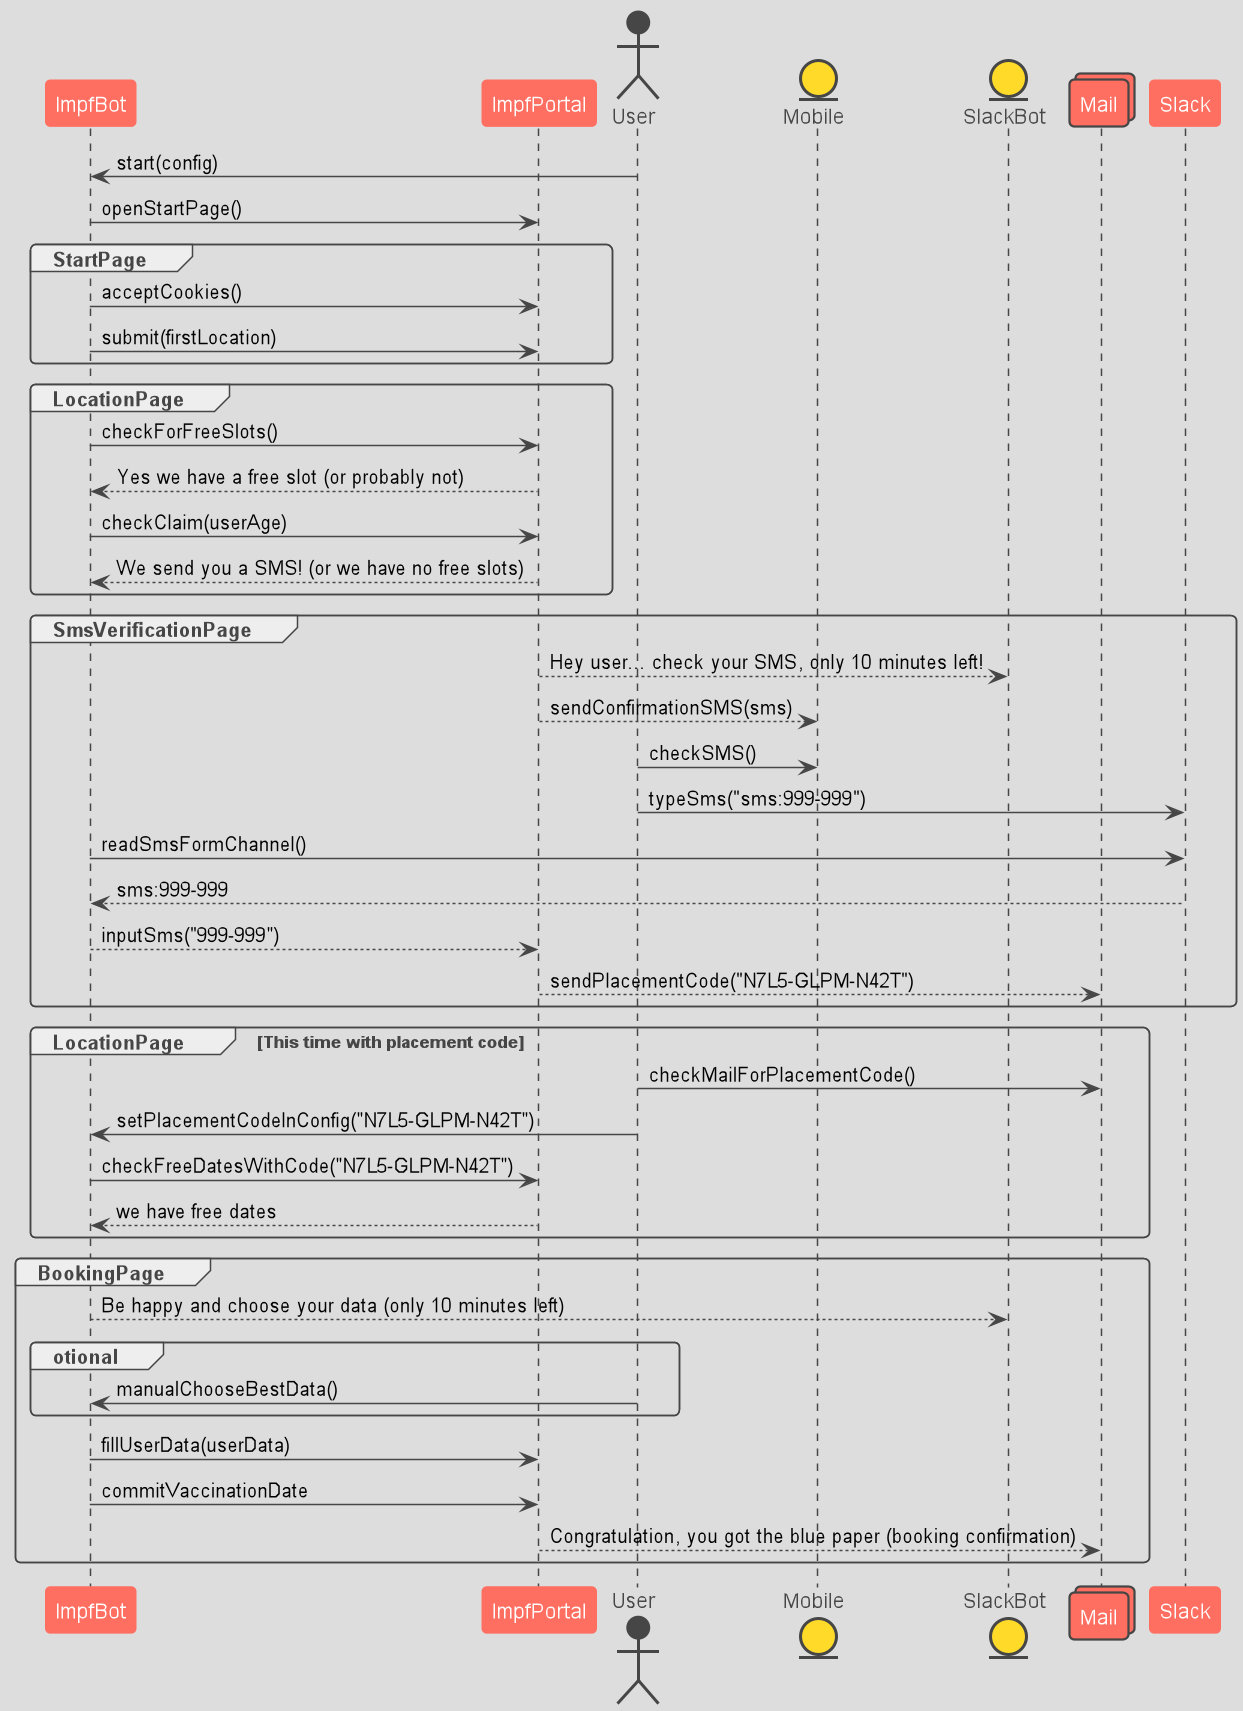 User
ImpfBot
ImpfPortal
Mobile
SlackBot
Mail
Slack
start(config)
openStartPage()
StartPage
acceptCookies()
submit(firstLocation)
LocationPage
checkForFreeSlots()
Yes we have a free slot (or probably not)
checkClaim(userAge)
We send you a SMS! (or we have no free slots)
SmsVerificationPage
Hey user... check your SMS, only 10 minutes left!
sendConfirmationSMS(sms)
checkSMS()
typeSms("sms:999-999")
readSmsFormChannel()
sms:999-999
inputSms("999-999")
sendPlacementCode("N7L5-GLPM-N42T")
LocationPage [This time with placement code]
checkMailForPlacementCode()
setPlacementCodeInConfig("N7L5-GLPM-N42T")
checkFreeDatesWithCode("N7L5-GLPM-N42T")
we have free dates
BookingPage
Be happy and choose your data (only 10 minutes left)
otional
manualChooseBestData()
fillUserData(userData)
commitVaccinationDate
Congratulation, you got the blue paper (booking confirmation)
ImpfBot
ImpfPortal
User
Mobile
SlackBot
Mail
Slack